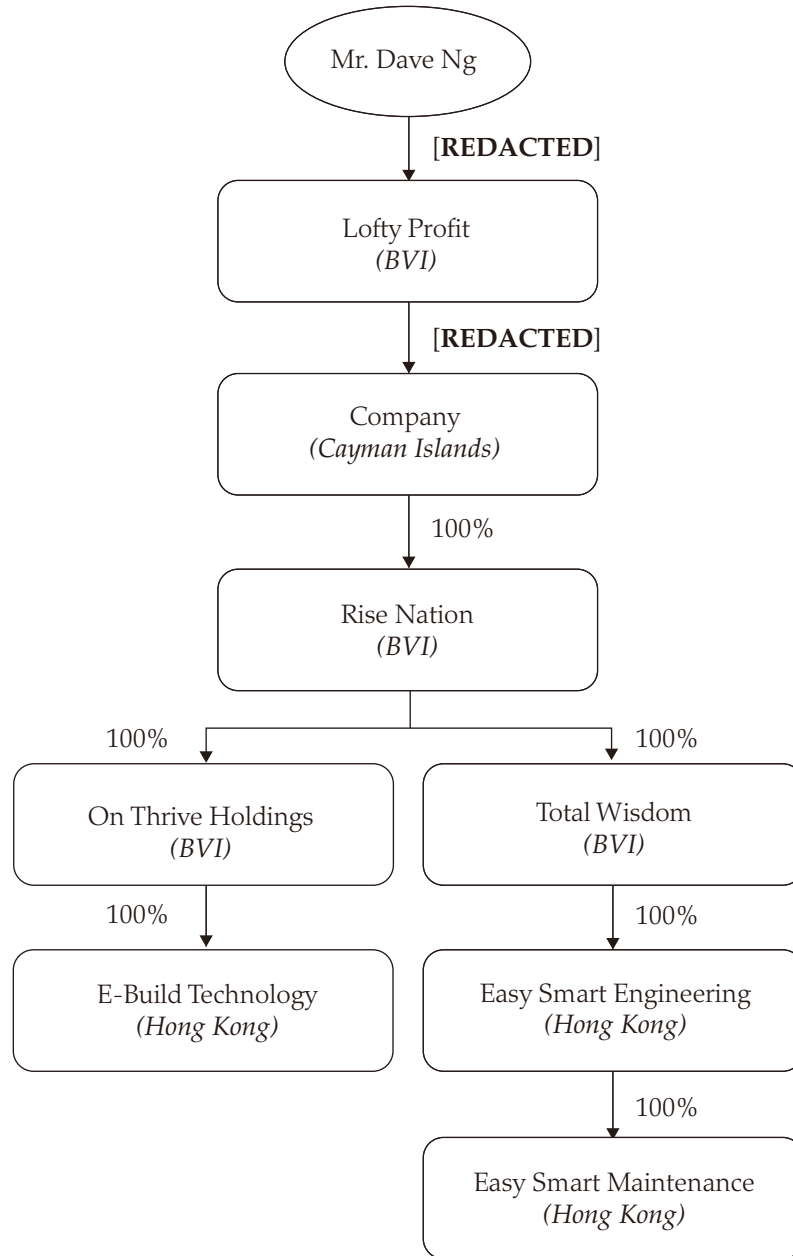 Mr. Dave Ng
[REDACTED]
Lofty Profit
(BVI)
[REDACTED]
Company
(Cayman Islands)
100%
Rise Nation
(BVI)
100%
100%
On Thrive Holdings
(BVI)
Total Wisdom
(BVI)
100%
100%
E-Build Technology
(Hong Kong)
Easy Smart Engineering
(Hong Kong)
100%
Easy Smart Maintenance
(Hong Kong)